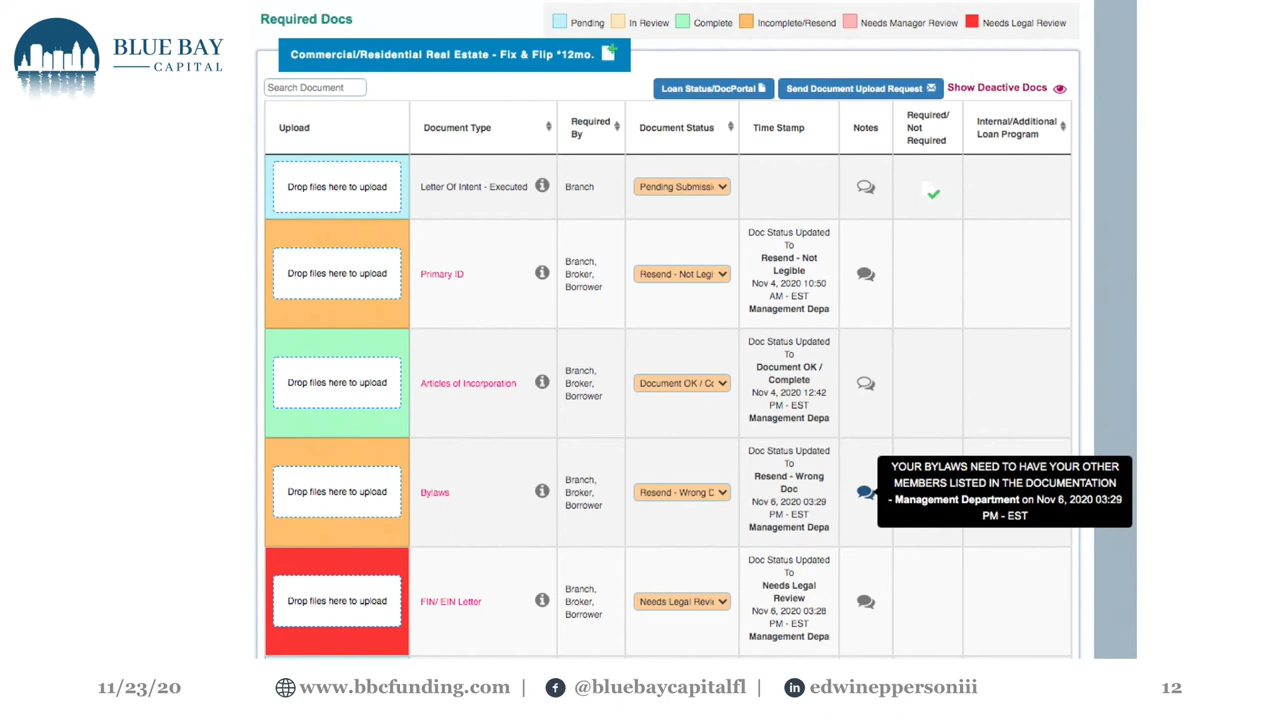 BLUE BAY
CAPITAL
Required Docs
Pending
In Review
Complete
Incomplete/Resend
Needs Manager Review
Needs Legal Review
Commercial/Residential Real Estate - Fix & Flip *12mo.
Search Document
Loan Status/DocPortal
Send Document Upload Request
Show Deactive Docs
Upload
Document Type
Required
By
Document Status
Time Stamp
Notes
Required/
Not
Required
Internal/Additional
Loan Program
Drop files here to upload
Letter Of Intent - Executed
Branch
Pending Submissi
Drop files here to upload
Primary ID
Branch,
Broker,
Borrower
Resend - Not Legi
Doc Status Updated
To
Resend - Not
Legible
Nov 4, 2020 10:50
AM - EST
Management Depa
Drop files here to upload
Articles of Incorporation
Branch,
Broker,
Borrower
Document OK / Co
Doc Status Updated
To
Document OK /
Complete
Nov 4, 2020 12:42
PM - EST
Management Depa
Drop files here to upload
Bylaws
Branch,
Broker,
Borrower
Resend - Wrong D
Doc Status Updated
To
Resend - Wrong
Doc
Nov 6, 2020 03:29
PM - EST
Management Depa
YOUR BYLAWS NEED TO HAVE YOUR OTHER
MEMBERS LISTED IN THE DOCUMENTATION
- Management Department on Nov 6, 2020 03:29
PM - EST
Drop files here to upload
FIN/ EIN Letter
Branch,
Broker,
Borrower
Needs Legal Revie
Doc Status Updated
To
Needs Legal
Review
Nov 6, 2020 03:28
PM - EST
Management Depa
11/23/20
www.bbcfunding.com |
@bluebaycapitalfl |
edwineppersoniii
12